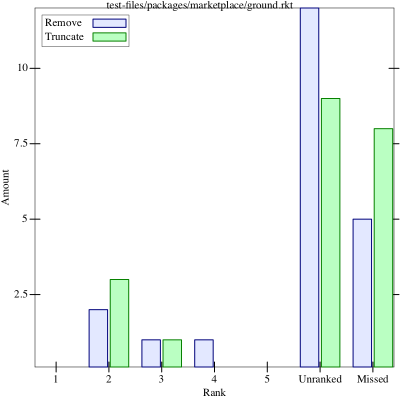 test-files/packages/marketplace/ground.rkt
Remove
Truncate
10
7.5
5
2.5
Amount
1 2 3 4 5 Unranked Missed
Rank